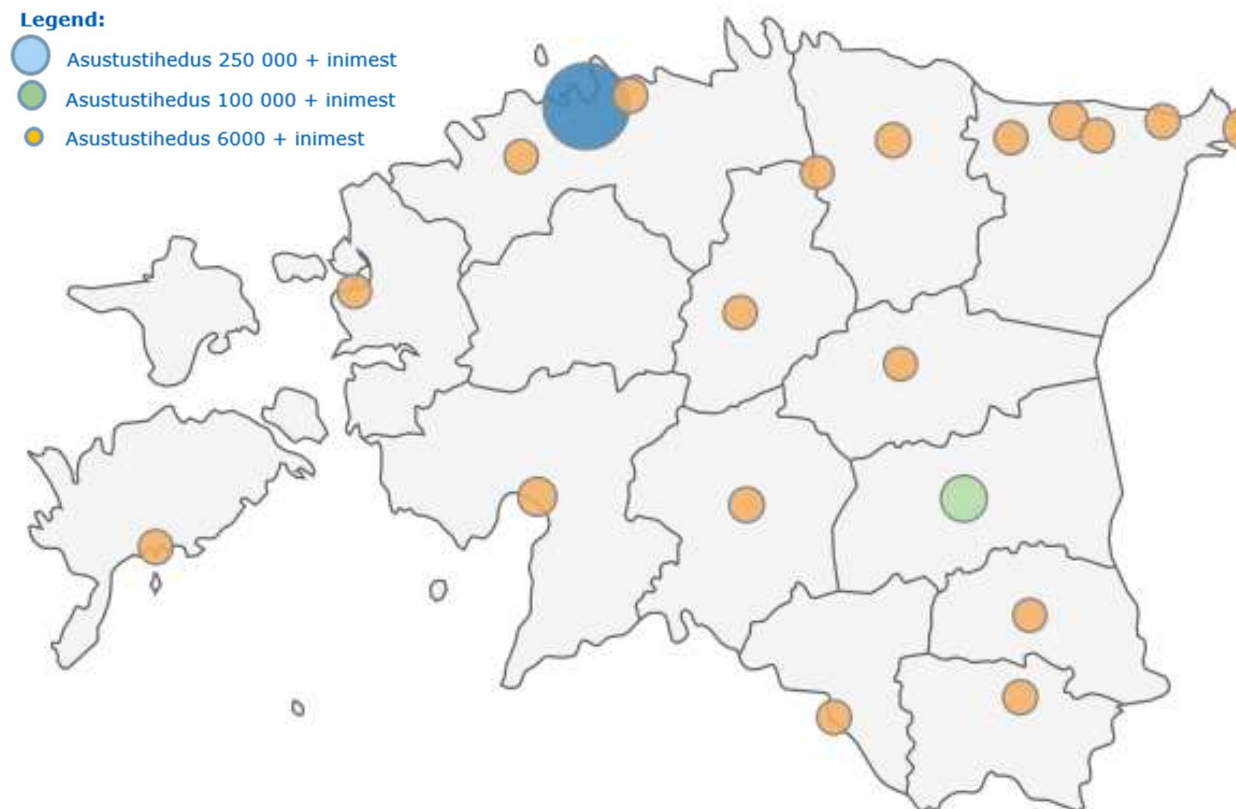 Legend:
Asustustihedus 250 000 + inimest
Asustustihedus 100 000 + inimest
Asustustihedus 6000 + inimest